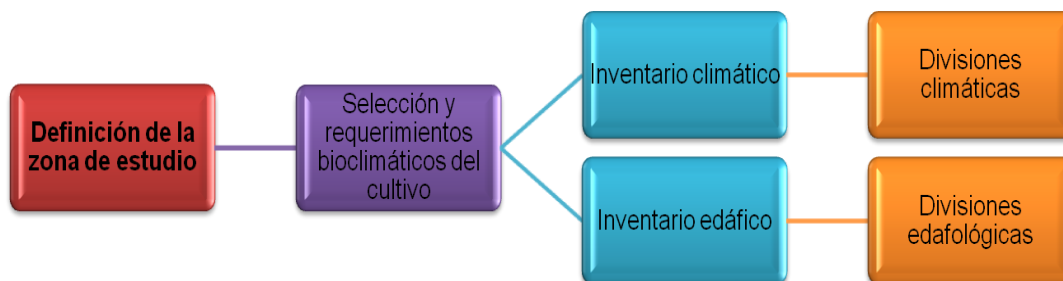 Definición de la
zona de estudio
Selección y
requerimientos
bioclimáticos del
cultivo
Inventario climático
Divisiones
climáticas
Inventario edáfico
Divisiones
edafológicas